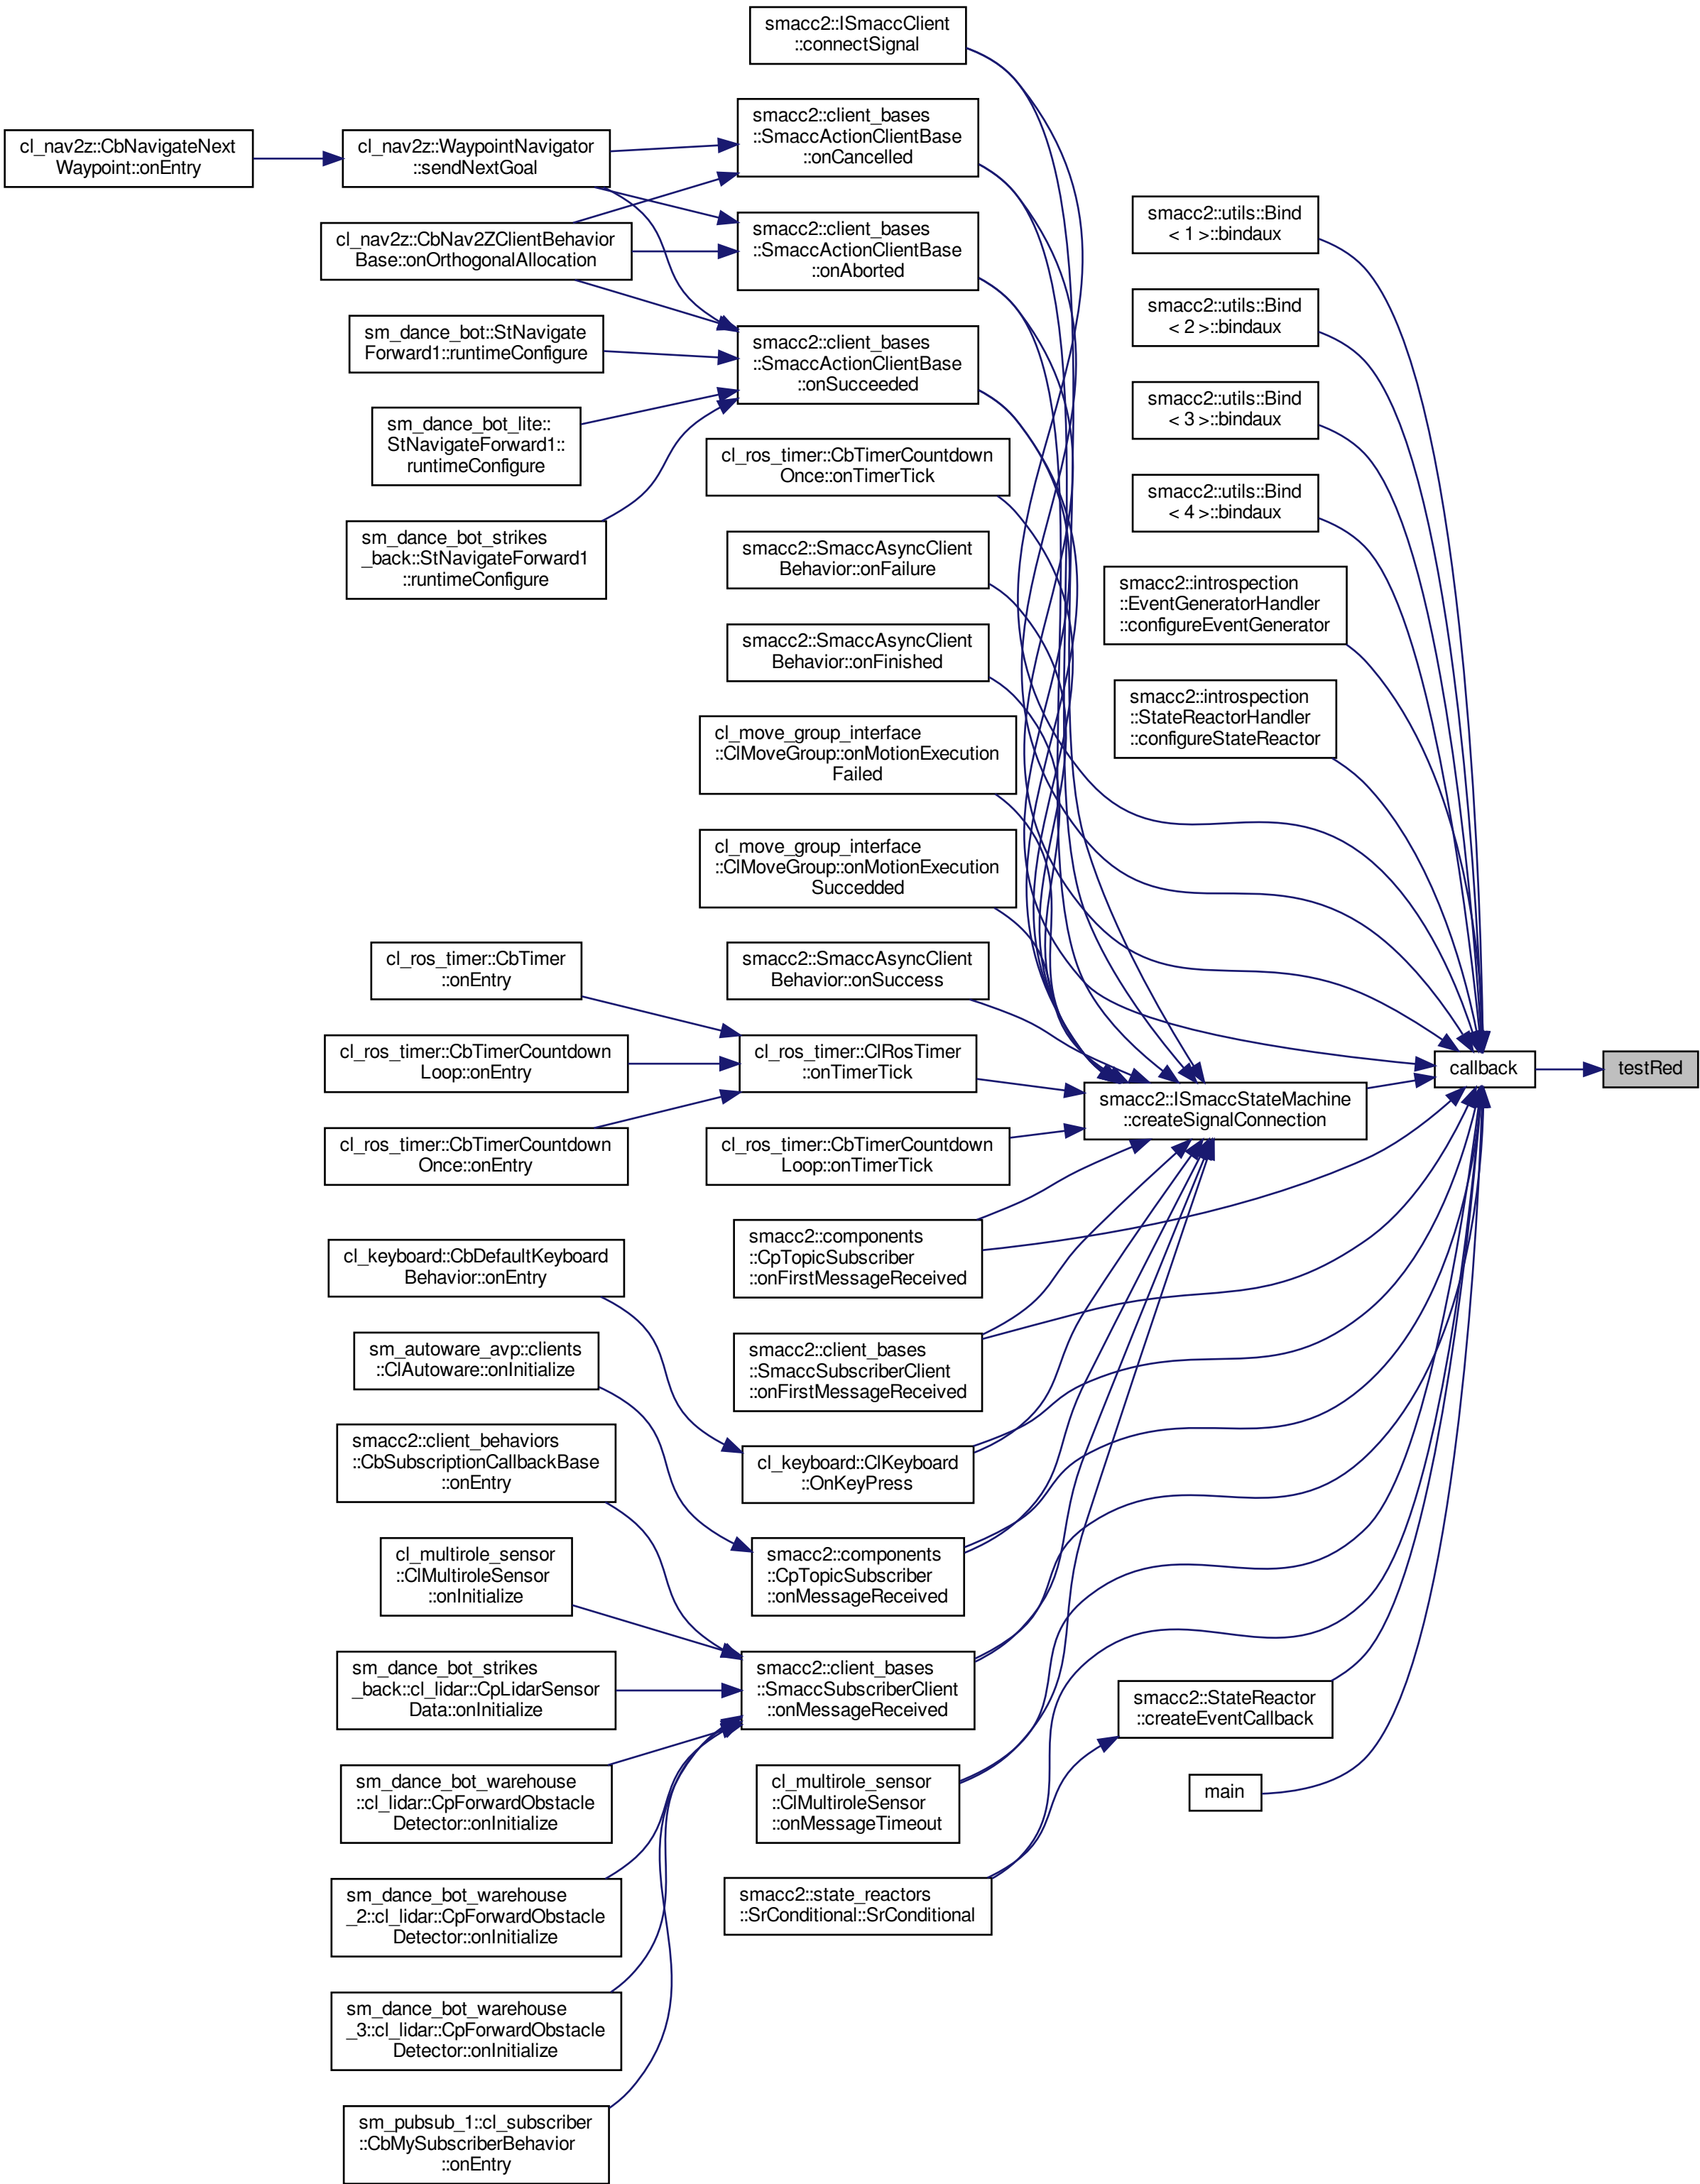 smacc2::ISmaccClient
::connectSignal
cl_nav2z::CbNavigateNext
Waypoint::onEntry
cl_nav2z::WaypointNavigator
::sendNextGoal
smacc2::client_bases
::SmaccActionClientBase
::onCancelled
cl_nav2z::CbNav2ZClientBehavior
Base::onOrthogonalAllocation
smacc2::client_bases
::SmaccActionClientBase
::onAborted
sm_dance_bot::StNavigate
Forward1::runtimeConfigure
smacc2::client_bases
::SmaccActionClientBase
::onSucceeded
sm_dance_bot_lite::
StNavigateForward1::
runtimeConfigure
cl_ros_timer::CbTimerCountdown
Once::onTimerTick
sm_dance_bot_strikes
_back::StNavigateForward1
::runtimeConfigure
smacc2::SmaccAsyncClient
Behavior::onFailure
smacc2::SmaccAsyncClient
Behavior::onFinished
cl_move_group_interface
::ClMoveGroup::onMotionExecution
Failed
cl_move_group_interface
::ClMoveGroup::onMotionExecution
Succedded
smacc2::utils::Bind
< 1 >::bindaux
smacc2::utils::Bind
< 2 >::bindaux
smacc2::utils::Bind
< 3 >::bindaux
smacc2::utils::Bind
< 4 >::bindaux
smacc2::introspection
::EventGeneratorHandler
::configureEventGenerator
smacc2::introspection
::StateReactorHandler
::configureStateReactor
cl_ros_timer::CbTimer
::onEntry
smacc2::SmaccAsyncClient
Behavior::onSuccess
cl_ros_timer::CbTimerCountdown
Loop::onEntry
cl_ros_timer::ClRosTimer
::onTimerTick
callback
testRed
smacc2::ISmaccStateMachine
::createSignalConnection
cl_ros_timer::CbTimerCountdown
Once::onEntry
cl_ros_timer::CbTimerCountdown
Loop::onTimerTick
smacc2::components
::CpTopicSubscriber
::onFirstMessageReceived
cl_keyboard::CbDefaultKeyboard
Behavior::onEntry
sm_autoware_avp::clients
::ClAutoware::onInitialize
smacc2::client_bases
::SmaccSubscriberClient
::onFirstMessageReceived
smacc2::client_behaviors
::CbSubscriptionCallbackBase
::onEntry
cl_keyboard::ClKeyboard
::OnKeyPress
cl_multirole_sensor
::ClMultiroleSensor
::onInitialize
smacc2::components
::CpTopicSubscriber
::onMessageReceived
sm_dance_bot_strikes
_back::cl_lidar::CpLidarSensor
Data::onInitialize
smacc2::client_bases
::SmaccSubscriberClient
::onMessageReceived
smacc2::StateReactor
::createEventCallback
sm_dance_bot_warehouse
::cl_lidar::CpForwardObstacle
Detector::onInitialize
cl_multirole_sensor
::ClMultiroleSensor
::onMessageTimeout
main
sm_dance_bot_warehouse
_2::cl_lidar::CpForwardObstacle
Detector::onInitialize
smacc2::state_reactors
::SrConditional::SrConditional
sm_dance_bot_warehouse
_3::cl_lidar::CpForwardObstacle
Detector::onInitialize
sm_pubsub_1::cl_subscriber
::CbMySubscriberBehavior
::onEntry